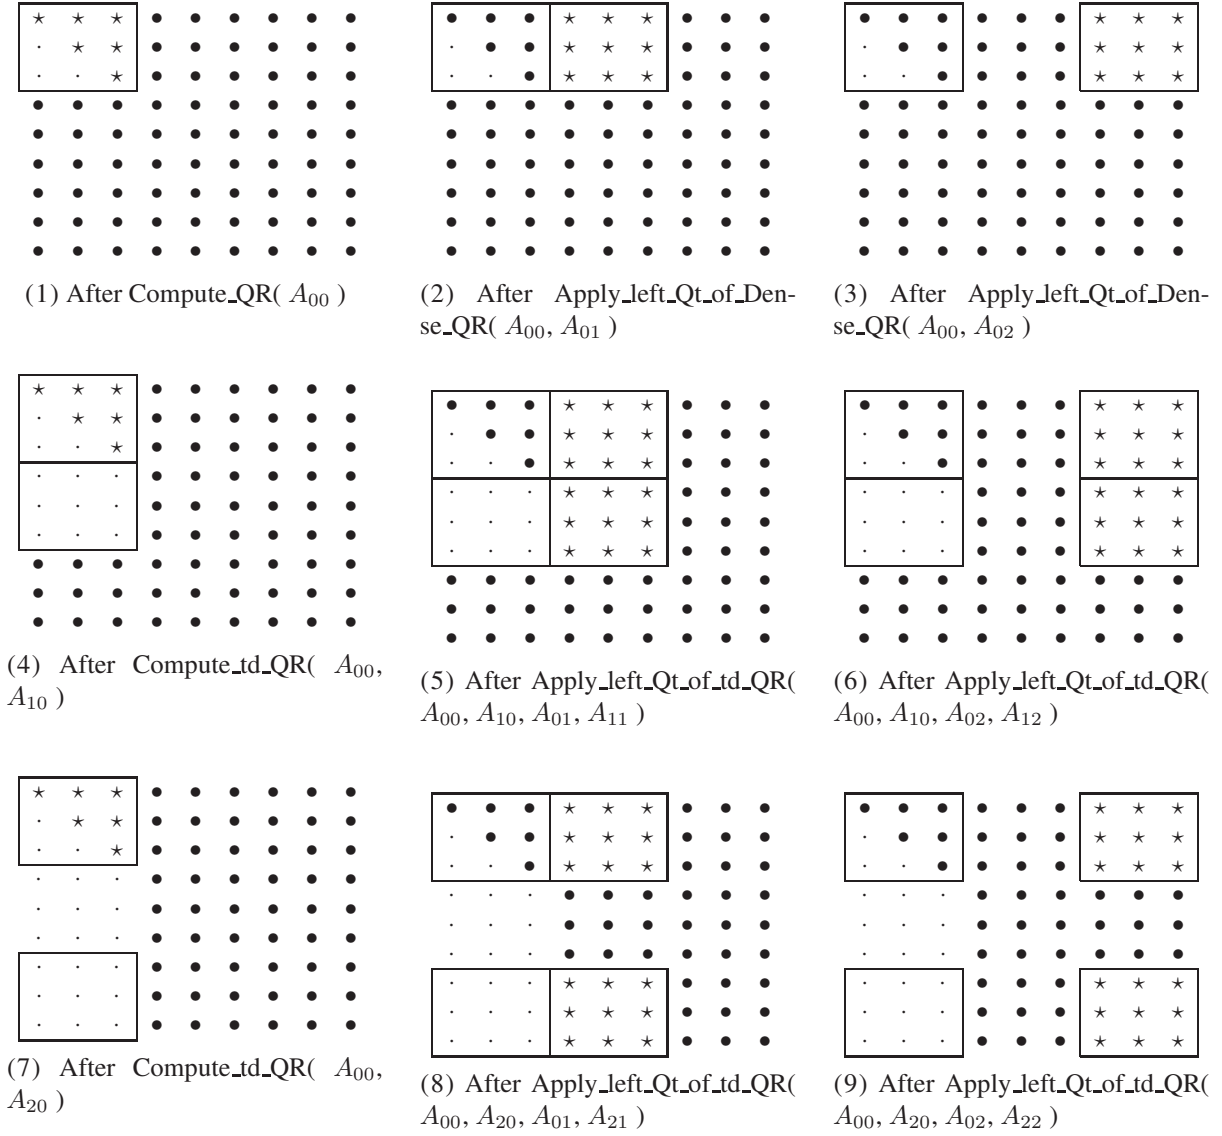 (1) After Compute_QR( A00 )
(2) After Apply_left_Qt_of_Den-
se_QR( A00, A01 )
(3) After Apply_left_Qt_of_Den-
se_QR( A00, A02 )
(4) After Compute_td_QR( A00,
A10 )
(5) After Apply_left_Qt_of_td_QR(
A00, A10, A01, A11 )
(6) After Apply_left_Qt_of_td_QR(
A00, A10, A02, A12 )
(7) After Compute_td_QR( A00,
A20 )
(8) After Apply_left_Qt_of_td_QR(
A00, A20, A01, A21 )
(9) After Apply_left_Qt_of_td_QR(
A00, A20, A02, A22 )